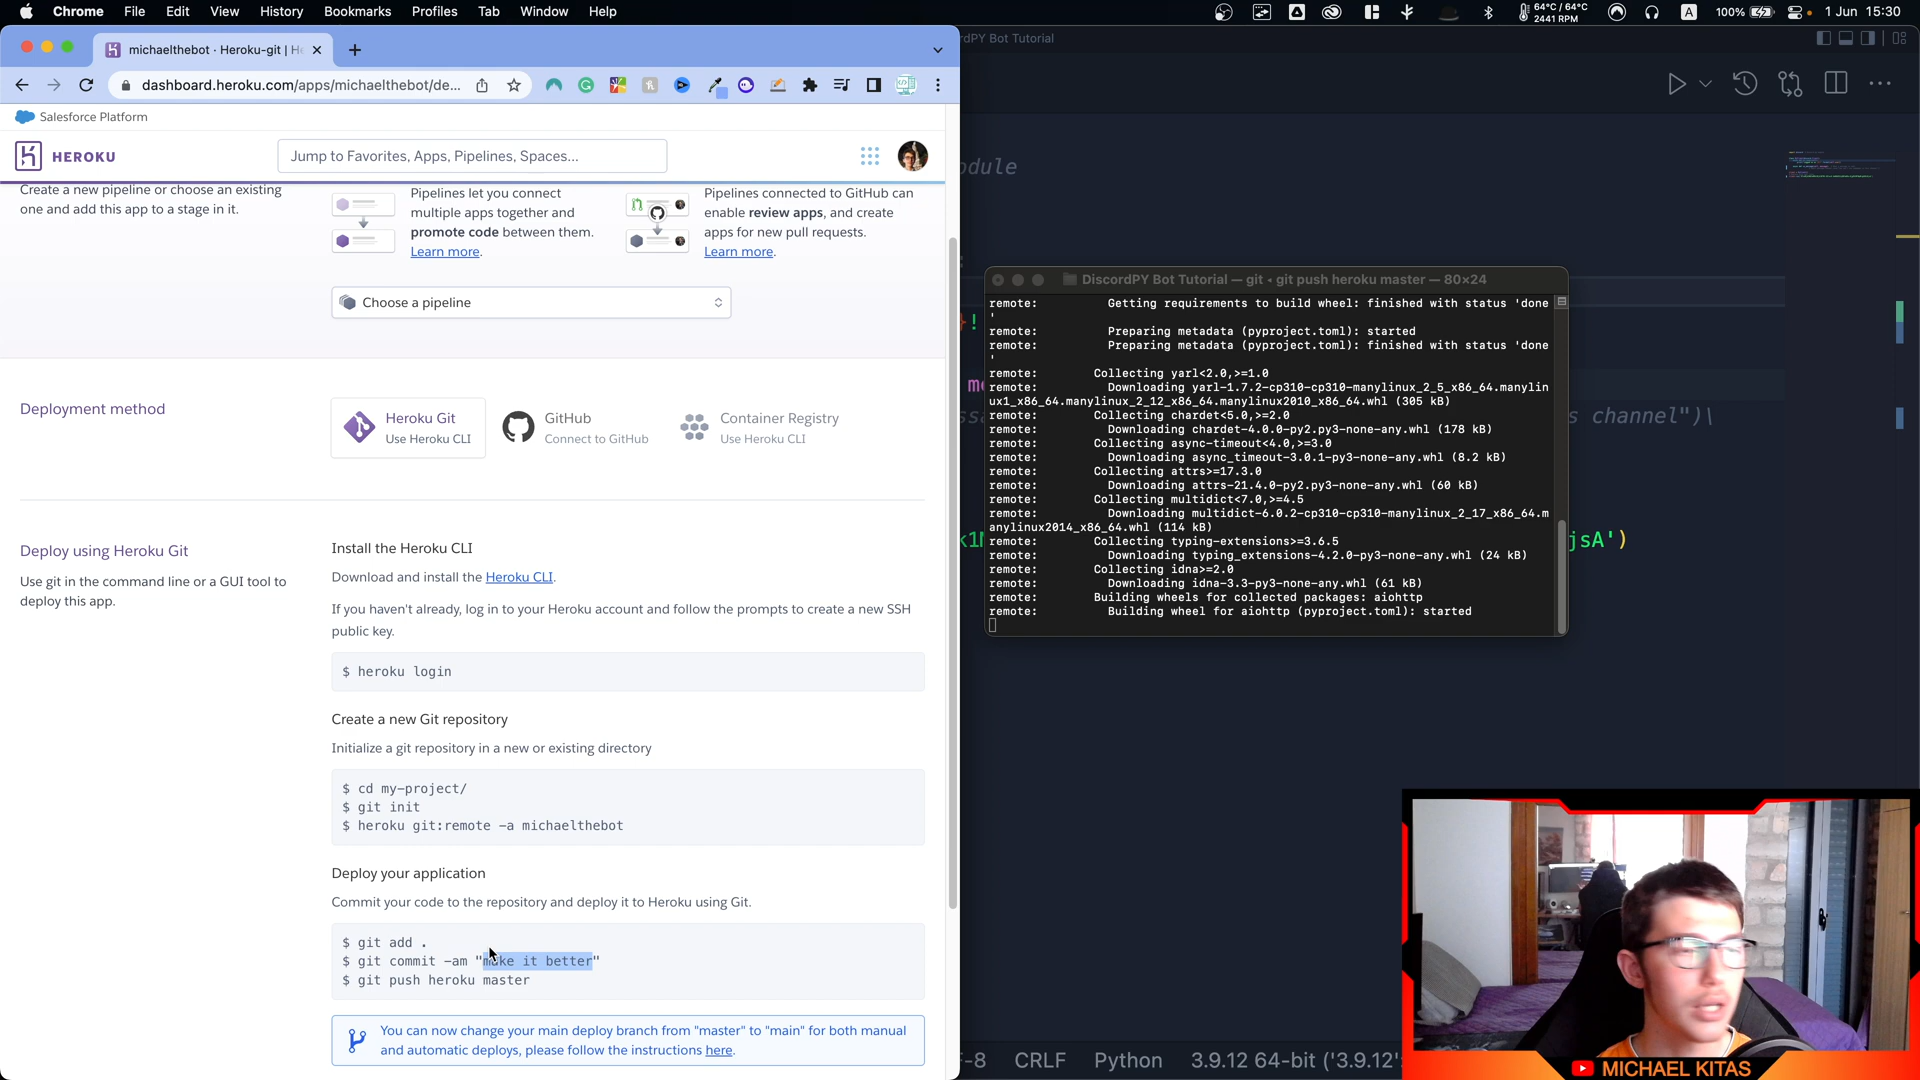 Chrome File Edit View History Bookmarks Profiles Tab Window Help
A 100% 64°C / 64°C 2441 RPM 1 Jun 15:30
michaelthebot · Heroku-git | He
dashboard.heroku.com/apps/michaelthebot/de...
Salesforce Platform
HEROKU
Jump to Favorites, Apps, Pipelines, Spaces...
Create a new pipeline or choose an existing
one and add this app to a stage in it.
Pipelines let you connect
multiple apps together and
promote code between them.
Learn more.
Pipelines connected to GitHub can
enable review apps, and create
apps for new pull requests.
Learn more.
Choose a pipeline
Deployment method
Heroku Git
Use Heroku CLI
GitHub
Connect to GitHub
Container Registry
Use Heroku CLI
Deploy using Heroku Git
Use git in the command line or a GUI tool to
deploy this app.
Install the Heroku CLI
Download and install the Heroku CLI.
If you haven't already, log in to your Heroku account and follow the prompts to create a new SSH
public key.
$ heroku login
Create a new Git repository
Initialize a git repository in a new or existing directory
$ cd my-project/
$ git init
$ heroku git:remote -a michaelthebot
Deploy your application
Commit your code to the repository and deploy it to Heroku using Git.
$ git add .
$ git commit -am "make it better"
$ git push heroku master
You can now change your main deploy branch from "master" to "main" for both manual
and automatic deploys, please follow the instructions here.
dPY Bot Tutorial
odule
}!
me
s channel")\
k1
jsA')
DiscordPY Bot Tutorial — git ◂ git push heroku master — 80×24
remote: Getting requirements to build wheel: finished with status 'done
'
remote: Preparing metadata (pyproject.toml): started
remote: Preparing metadata (pyproject.toml): finished with status 'done
'
remote: Collecting yarl<2.0,>=1.0
remote: Downloading yarl-1.7.2-cp310-cp310-manylinux_2_5_x86_64.manylin
ux1_x86_64.manylinux_2_12_x86_64.manylinux2010_x86_64.whl (305 kB)
remote: Collecting chardet<5.0,>=2.0
remote: Downloading chardet-4.0.0-py2.py3-none-any.whl (178 kB)
remote: Collecting async-timeout<4.0,>=3.0
remote: Downloading async_timeout-3.0.1-py3-none-any.whl (8.2 kB)
remote: Collecting attrs>=17.3.0
remote: Downloading attrs-21.4.0-py2.py3-none-any.whl (60 kB)
remote: Collecting multidict<7.0,>=4.5
remote: Downloading multidict-6.0.2-cp310-cp310-manylinux_2_17_x86_64.m
anylinux2014_x86_64.whl (114 kB)
remote: Collecting typing-extensions>=3.6.5
remote: Downloading typing_extensions-4.2.0-py3-none-any.whl (24 kB)
remote: Collecting idna>=2.0
remote: Downloading idna-3.3-py3-none-any.whl (61 kB)
remote: Building wheels for collected packages: aiohttp
remote: Building wheel for aiohttp (pyproject.toml): started
F-8 CRLF Python 3.9.12 64-bit ('3.9.12'
MICHAEL KITAS